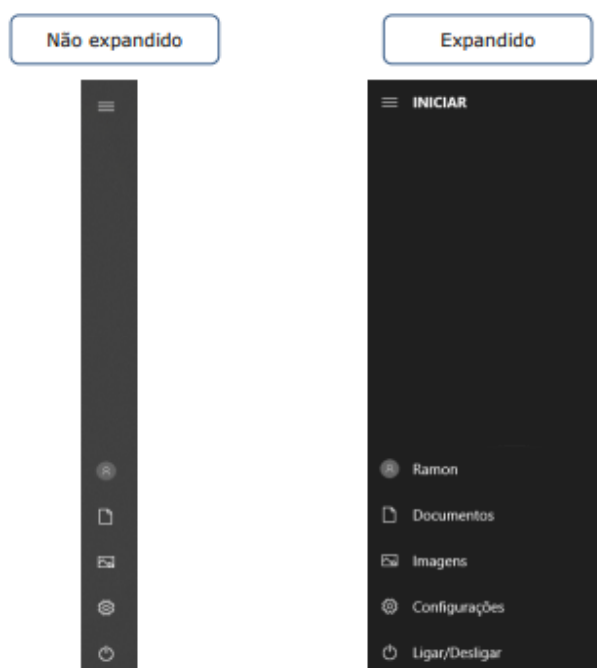 Não expandido
Expandido
INICIAR
Ramon
Documentos
Imagens
Configurações
Ligar/Desligar